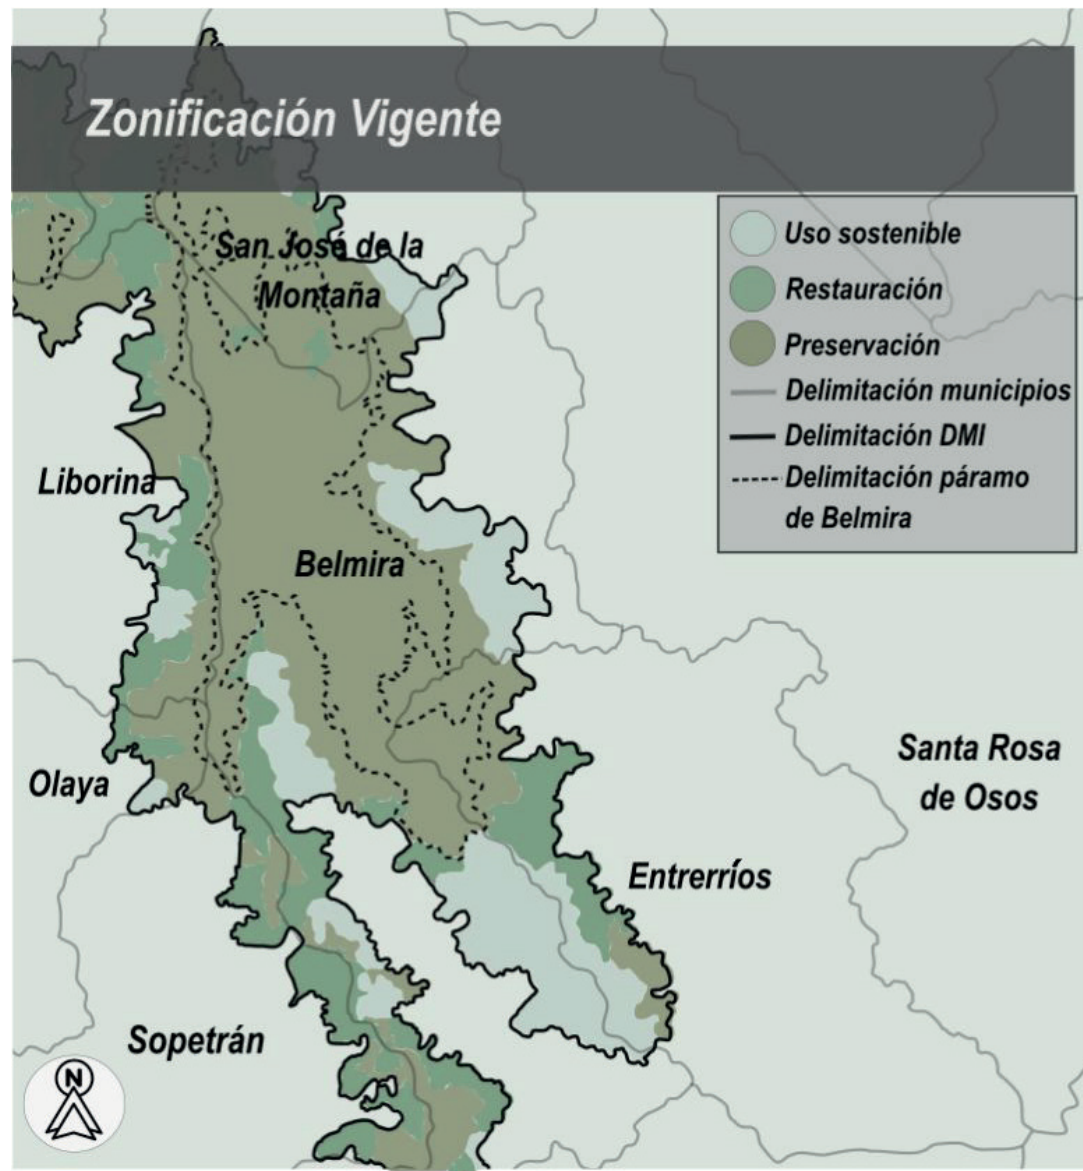 Zonificación Vigente
Uso sostenible
Restauración
Preservación
Delimitación municipios
Delimitación DMI
Delimitación páramo
de Belmira
San José de la
Montaña
Liborina
Belmira
Olaya
Santa Rosa
de Osos
Entrerríos
Sopetrán
N